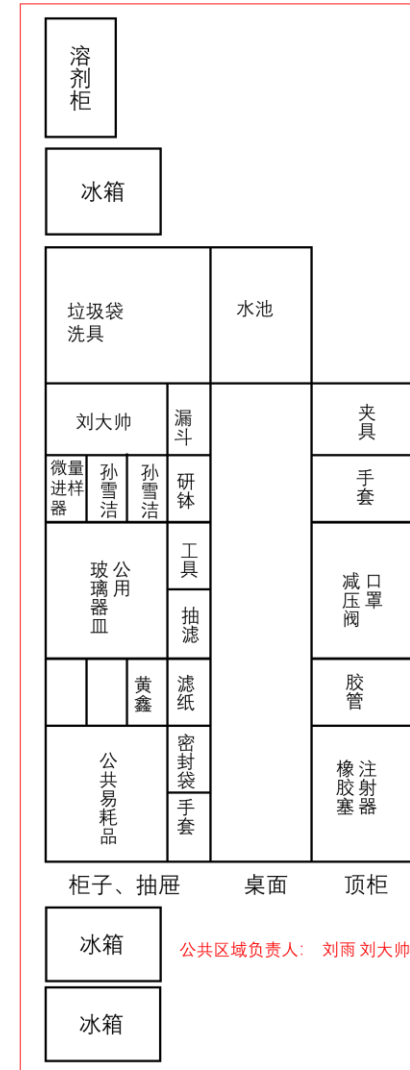 溶剂柜
冰箱
垃圾袋
洗具
水池
刘大帅
漏斗
夹具
微量
进样
器
孙雪洁
孙雪洁
研钵
手套
公用
玻璃器皿
工具
抽滤
口罩
减压阀
黄鑫
滤纸
胶管
公共易耗品
密封袋
手套
注射器
橡胶塞
柜子、抽屉
桌面
顶柜
冰箱
公共区域负责人: 刘雨 刘大帅
冰箱